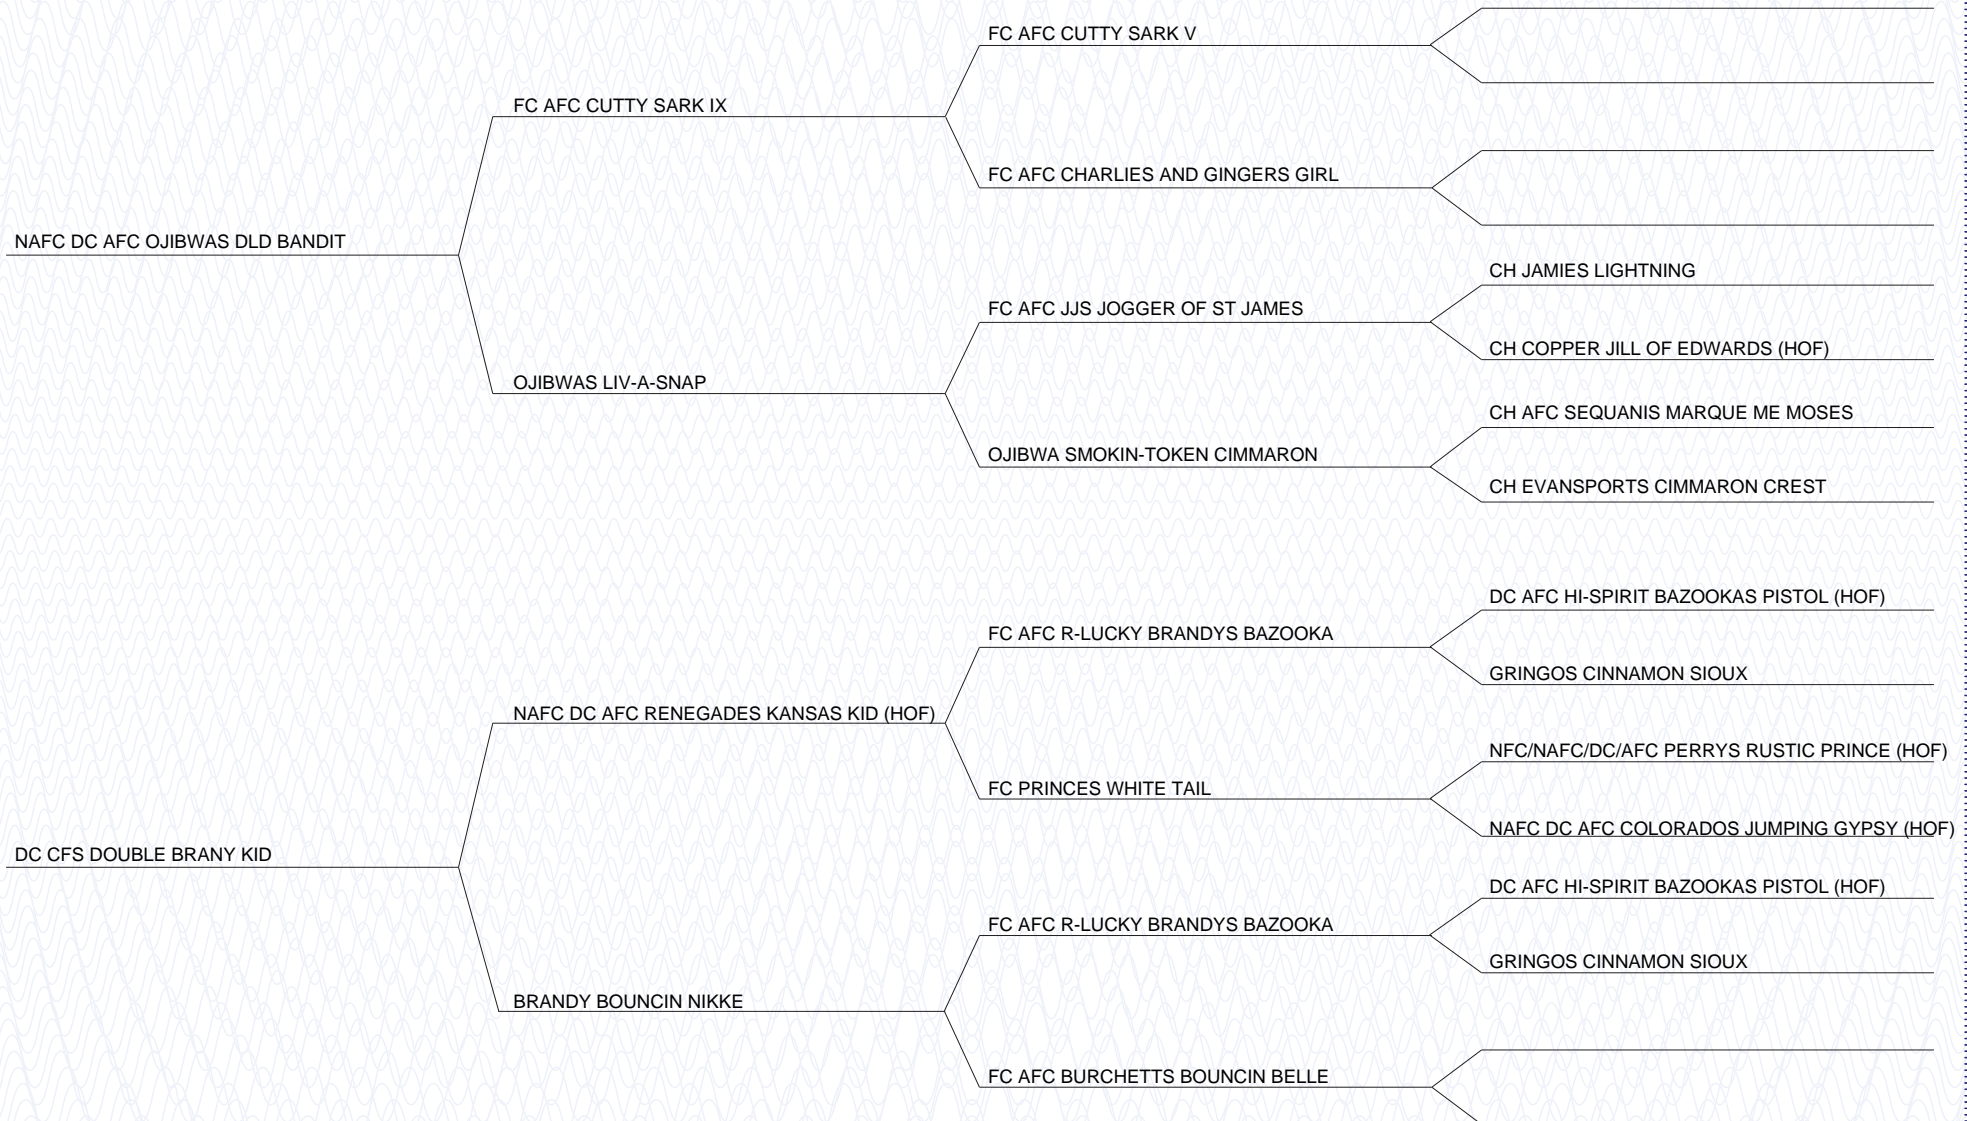 FC AFC CUTTY SARK V
FC AFC CUTTY SARK IX
FC AFC CHARLIES AND GINGERS GIRL
NAFC DC AFC OJIBWAS DLD BANDIT
CH JAMIES LIGHTNING
FC AFC JJS JOGGER OF ST JAMES
CH COPPER JILL OF EDWARDS (HOF)
OJIBWAS LIV-A-SNAP
CH AFC SEQUANIS MARQUE ME MOSES
OJIBWA SMOKIN-TOKEN CIMMARON
CH EVANSPORTS CIMMARON CREST
DC AFC HI-SPIRIT BAZOOKAS PISTOL (HOF)
FC AFC R-LUCKY BRANDYS BAZOOKA
GRINGOS CINNAMON SIOUX
NAFC DC AFC RENEGADES KANSAS KID (HOF)
NFC/NAFC/DC/AFC PERRYS RUSTIC PRINCE (HOF)
FC PRINCES WHITE TAIL
NAFC DC AFC COLORADOS JUMPING GYPSY (HOF)
DC CFS DOUBLE BRANY KID
DC AFC HI-SPIRIT BAZOOKAS PISTOL (HOF)
FC AFC R-LUCKY BRANDYS BAZOOKA
GRINGOS CINNAMON SIOUX
BRANDY BOUNCIN NIKKE
FC AFC BURCHETTS BOUNCIN BELLE